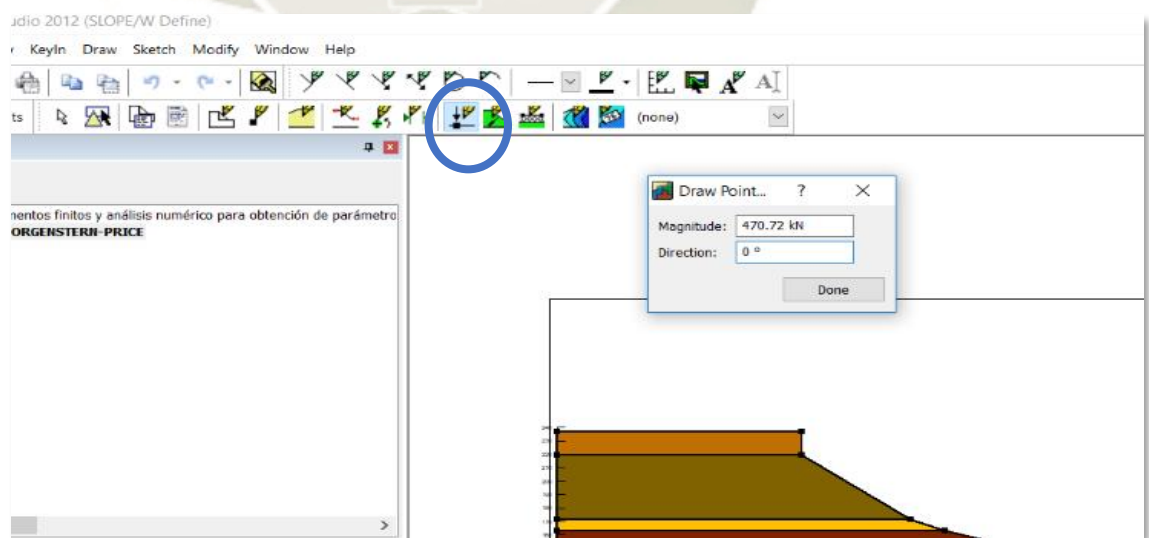 udio 2012 (SLOPE/W Define)
KeyIn Draw Sketch Modify Window Help
ts
(none)
Draw Point... ?
Magnitude: 470.72 kN
Direction: 0 °
Done
mentos finitos y análisis numérico para obtención de parámetro
ORGENSTERN-PRICE